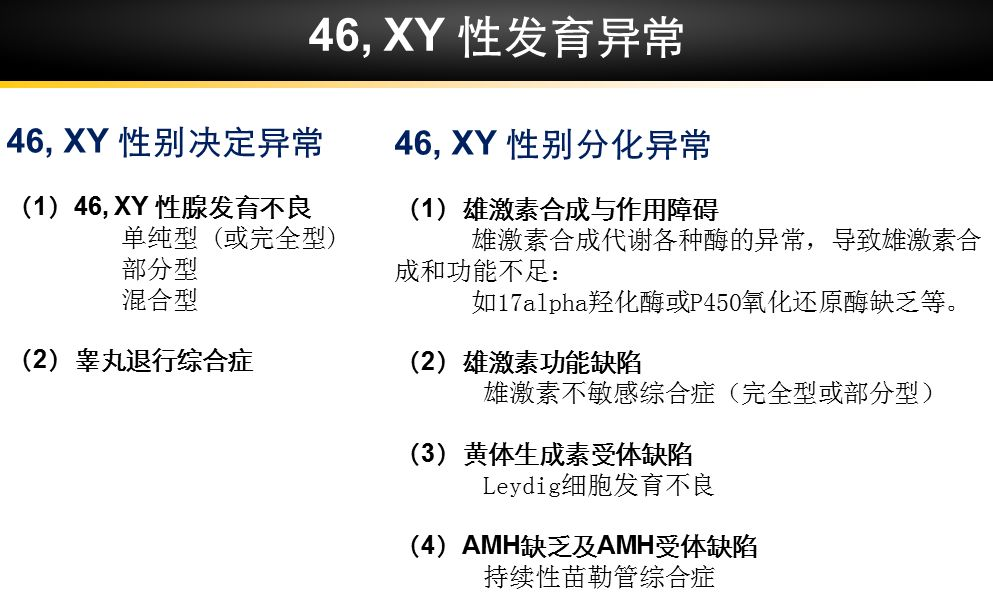 46, XY 性发育异常
46, XY 性别决定异常
（1）46, XY 性腺发育不良
单纯型（或完全型）
部分型
混合型
（2）睾丸退行综合症
46, XY 性别分化异常
（1）雄激素合成与作用障碍
雄激素合成代谢各种酶的异常，导致雄激素合
成和功能不足：
如17alpha羟化酶或P450氧化还原酶缺乏等。
（2）雄激素功能缺陷
雄激素不敏感综合症（完全型或部分型）
（3）黄体生成素受体缺陷
Leydig细胞发育不良
（4）AMH缺乏及AMH受体缺陷
持续性苗勒管综合症